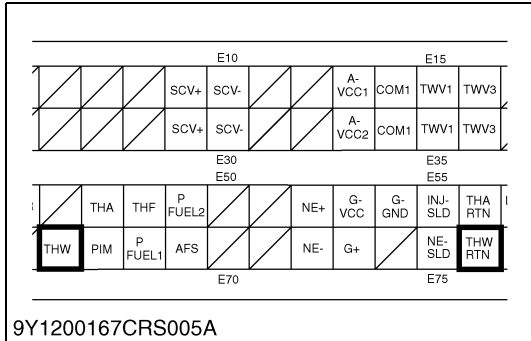 E10 E15
SCV+ SCV- A-VCC1 COM1 TWV1 TWV3
SCV+ SCV- A-VCC2 COM1 TWV1 TWV3
E30 E35
E50 E55
THA THF P FUEL2 NE+ G-VCC G-GND INJ-SLD THA RTN
THW PIM P FUEL1 AFS NE- G+ NE-SLD THW RTN
E70 E75
9Y1200167CRS005A